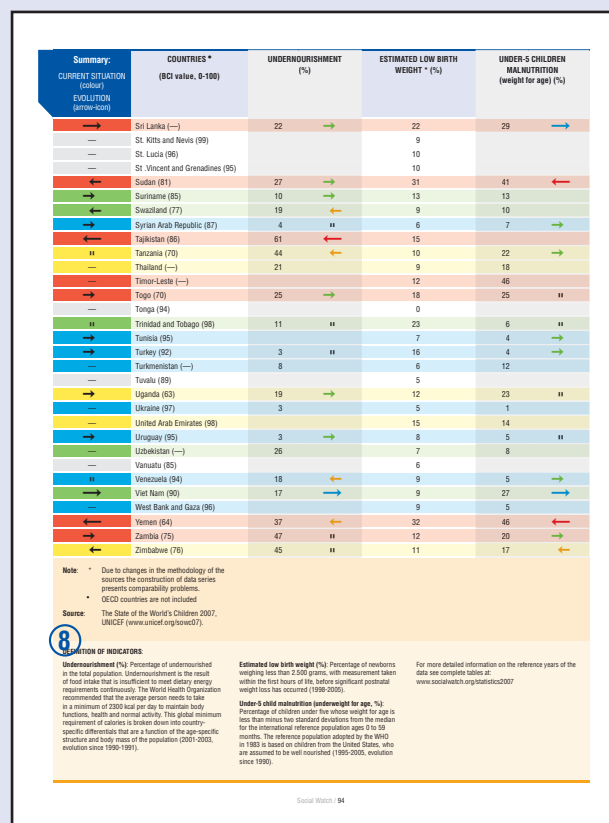 Summary:
CURRENT SITUATION
(colour)
EVOLUTION
(arrow-icon)
COUNTRIES ♦
(BCI value, 0-100)
UNDERNOURISHMENT
(%)
ESTIMATED LOW BIRTH
WEIGHT * (%)
UNDER-5 CHILDREN
MALNUTRITION
(weight for age) (%)
Sri Lanka (—) 22 22 29
— St. Kitts and Nevis (99) 9
— St. Lucia (96) 10
— St .Vincent and Grenadines (95) 10
Sudan (81) 27 31 41
Suriname (85) 10 13 13
Swaziland (77) 19 9 10
Syrian Arab Republic (87) 4 6 7
Tajikistan (86) 61 15
Tanzania (70) 44 10 22
— Thailand (—) 21 9 18
— Timor-Leste (—) 12 46
Togo (70) 25 18 25
— Tonga (94) 0
Trinidad and Tobago (98) 11 23 6
Tunisia (95) 7 4
Turkey (92) 3 16 4
— Turkmenistan (—) 8 6 12
— Tuvalu (89) 5
Uganda (63) 19 12 23
— Ukraine (97) 3 5 1
— United Arab Emirates (98) 15 14
Uruguay (95) 3 8 5
— Uzbekistan (—) 26 7 8
— Vanuatu (85) 6
Venezuela (94) 18 9 5
Viet Nam (90) 17 9 27
— West Bank and Gaza (96) 9 5
Yemen (64) 37 32 46
Zambia (75) 47 12 20
Zimbabwe (76) 45 11 17
Note: * Due to changes in the methodology of the
sources the construction of data series
presents comparability problems.
♦ OECD countries are not included
Source: The State of the World's Children 2007,
UNICEF (www.unicef.org/sowc07).
8
DEFINITION OF INDICATORS:
Undernourishment (%): Percentage of undernourished
in the total population. Undernourishment is the result
of food intake that is insufficient to meet dietary energy
requirements continuously. The World Health Organization
recommended that the average person needs to take
in a minimum of 2300 kcal per day to maintain body
functions, health and normal activity. This global minimum
requirement of calories is broken down into country-
specific differentials that are a function of the age-specific
structure and body mass of the population (2001-2003,
evolution since 1990-1991).
Estimated low birth weight (%): Percentage of newborns
weighing less than 2.500 grams, with measurement taken
within the first hours of life, before significant postnatal
weight loss has occurred (1998-2005).
Under-5 child malnutrition (underweight for age, %):
Percentage of children under five whose weight for age is
less than minus two standard deviations from the median
for the international reference population ages 0 to 59
months. The reference population adopted by the WHO
in 1983 is based on children from the United States, who
are assumed to be well nourished (1995-2005, evolution
since 1990).
For more detailed information on the reference years of the
data see complete tables at:
www.socialwatch.org/statistics2007
Social Watch / 94